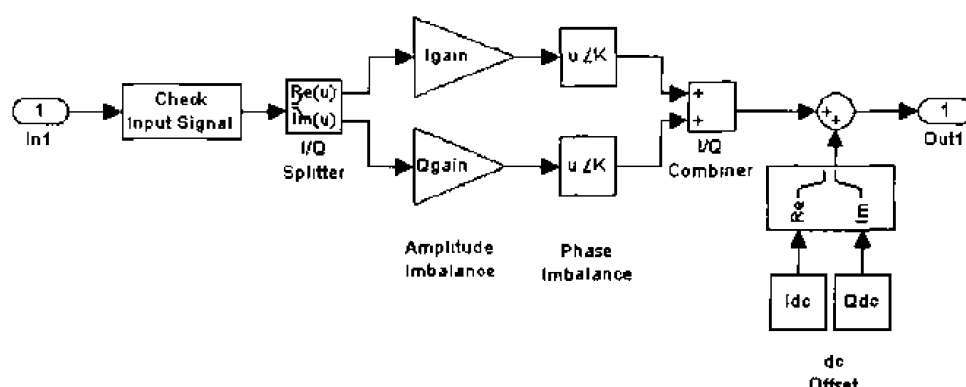 1
In1
Check
Input Signal
Re(u)
Im(u)
I/Q
Splitter
Igain
Qgain
Amplitude
Imbalance
u∠K
u∠K
Phase
Imbalance
+
+
I/Q
Combiner
+
+
1
Out1
Re
Im
Idc
Qdc
dc
Offset